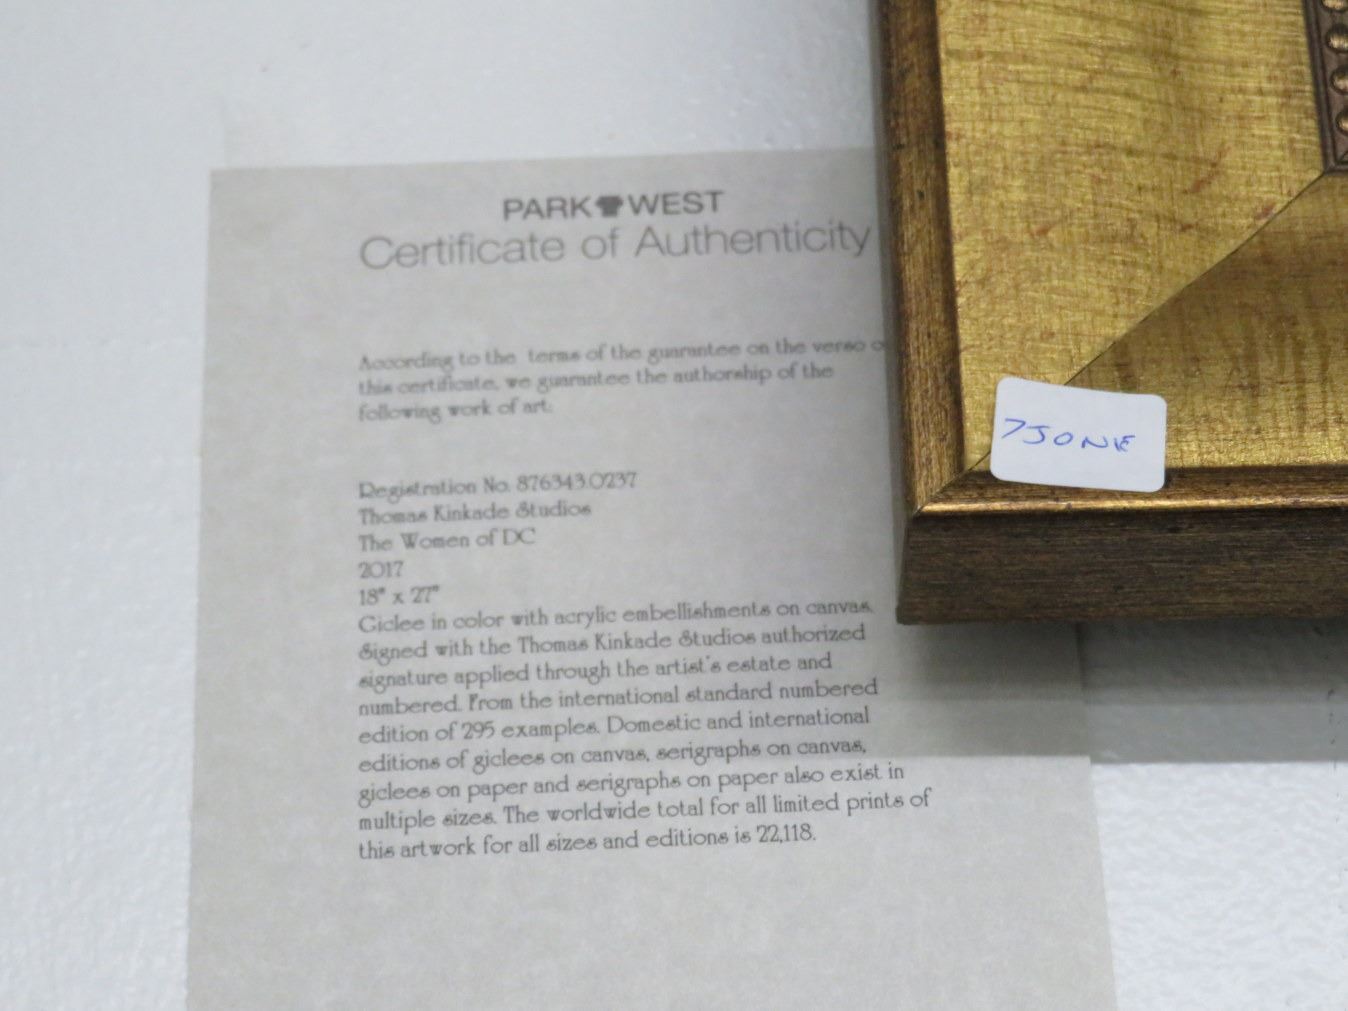 PARK WEST
Certificate of Authenticity
According to the terms of the guarantee on the verso
this certificate, we guarantee the authorship of the
following work of art:
Registration No. 876343.0237
Thomas Kinkade Studios
The Women of DC
2017
18" x 27"
Giclee in color with acrylic embellishments on canvas.
Signed with the Thomas Kinkade Studios authorized
signature applied through the artist's estate and
numbered. From the international standard numbered
edition of 295 examples. Domestic and international
editions of giclees on canvas, serigraphs on canvas,
giclees on paper and serigraphs on paper also exist in
multiple sizes. The worldwide total for all limited prints of
this artwork for all sizes and editions is 22,118.
7JONE